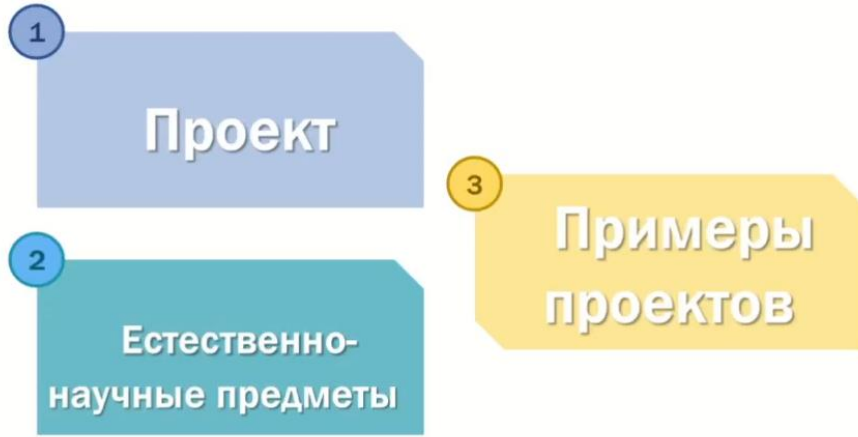 1
Проект
2
Естественно-
научные предметы
3
Примеры
проектов